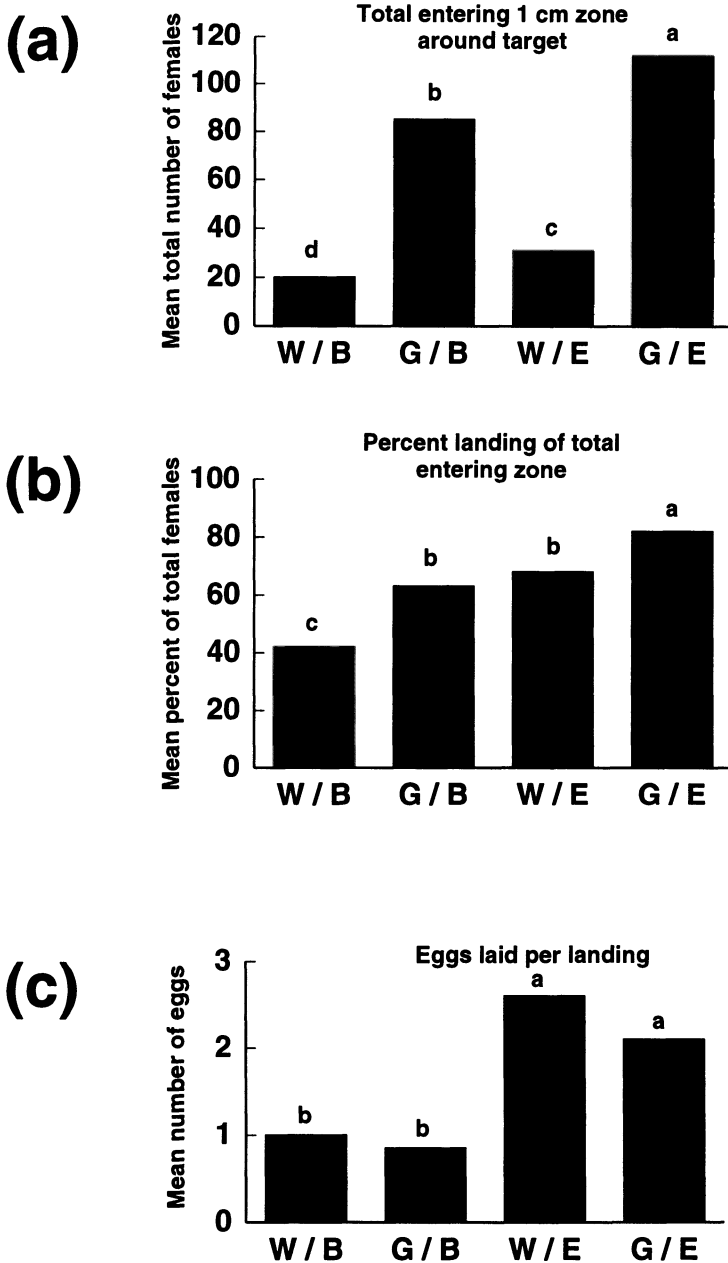 (a)
Total entering 1 cm zone
around target
Mean total number of females
120
100
80
60
40
20
0
d
b
c
a
W / B
G / B
W / E
G / E
(b)
Percent landing of total
entering zone
Mean percent of total females
100
80
60
40
20
0
c
b
b
a
W / B
G / B
W / E
G / E
(c)
Eggs laid per landing
Mean number of eggs
3
2
1
0
b
b
a
a
W / B
G / B
W / E
G / E